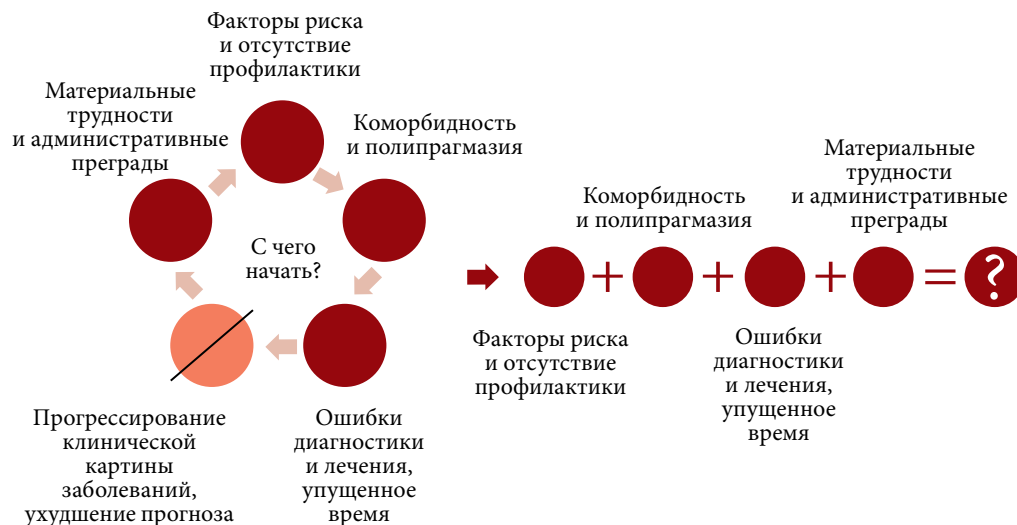 Факторы риска
и отсутствие
профилактики
Материальные
трудности
и административные
преграды
Коморбидность
и полипрагмазия
С чего
начать?
Прогрессирование
клинической
картины
заболеваний,
ухудшение прогноза
Ошибки
диагностики
и лечения,
упущенное
время
Факторы риска
и отсутствие
профилактики
+
Коморбидность
и полипрагмазия
+
Ошибки
диагностики
и лечения,
упущенное
время
+
Материальные
трудности
и административные
преграды
=
?